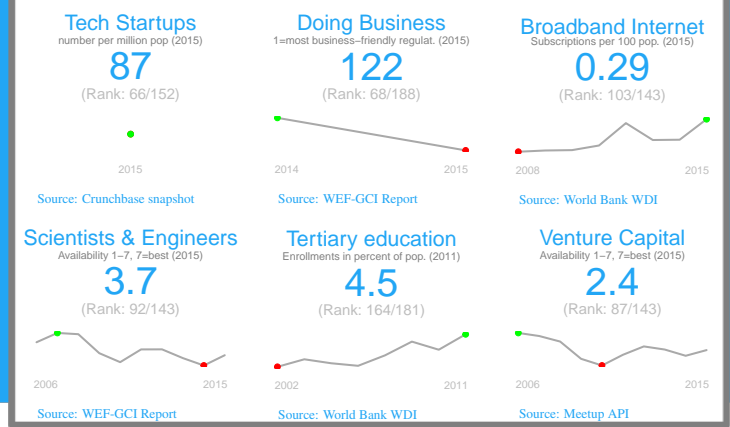 Tech Startups
number per million pop (2015)
87
(Rank: 66/152)
2015
Source: Crunchbase snapshot
Doing Business
1=most business–friendly regulat. (2015)
122
(Rank: 68/188)
2014 2015
Source: WEF-GCI Report
Broadband Internet
Subscriptions per 100 pop. (2015)
0.29
(Rank: 103/143)
2008 2015
Source: World Bank WDI
Scientists & Engineers
Availability 1–7, 7=best (2015)
3.7
(Rank: 92/143)
2006 2015
Source: WEF-GCI Report
Tertiary education
Enrollments in percent of pop. (2011)
4.5
(Rank: 164/181)
2002 2011
Source: World Bank WDI
Venture Capital
Availability 1–7, 7=best (2015)
2.4
(Rank: 87/143)
2006 2015
Source: Meetup API